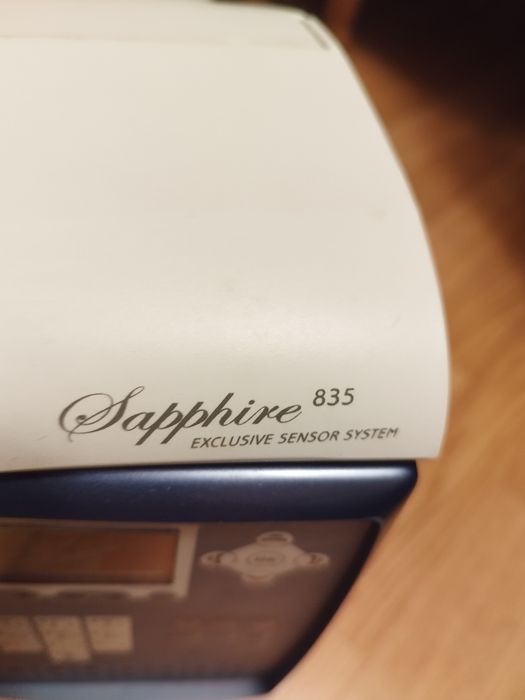 Sapphire 835
EXCLUSIVE SENSOR SYSTEM